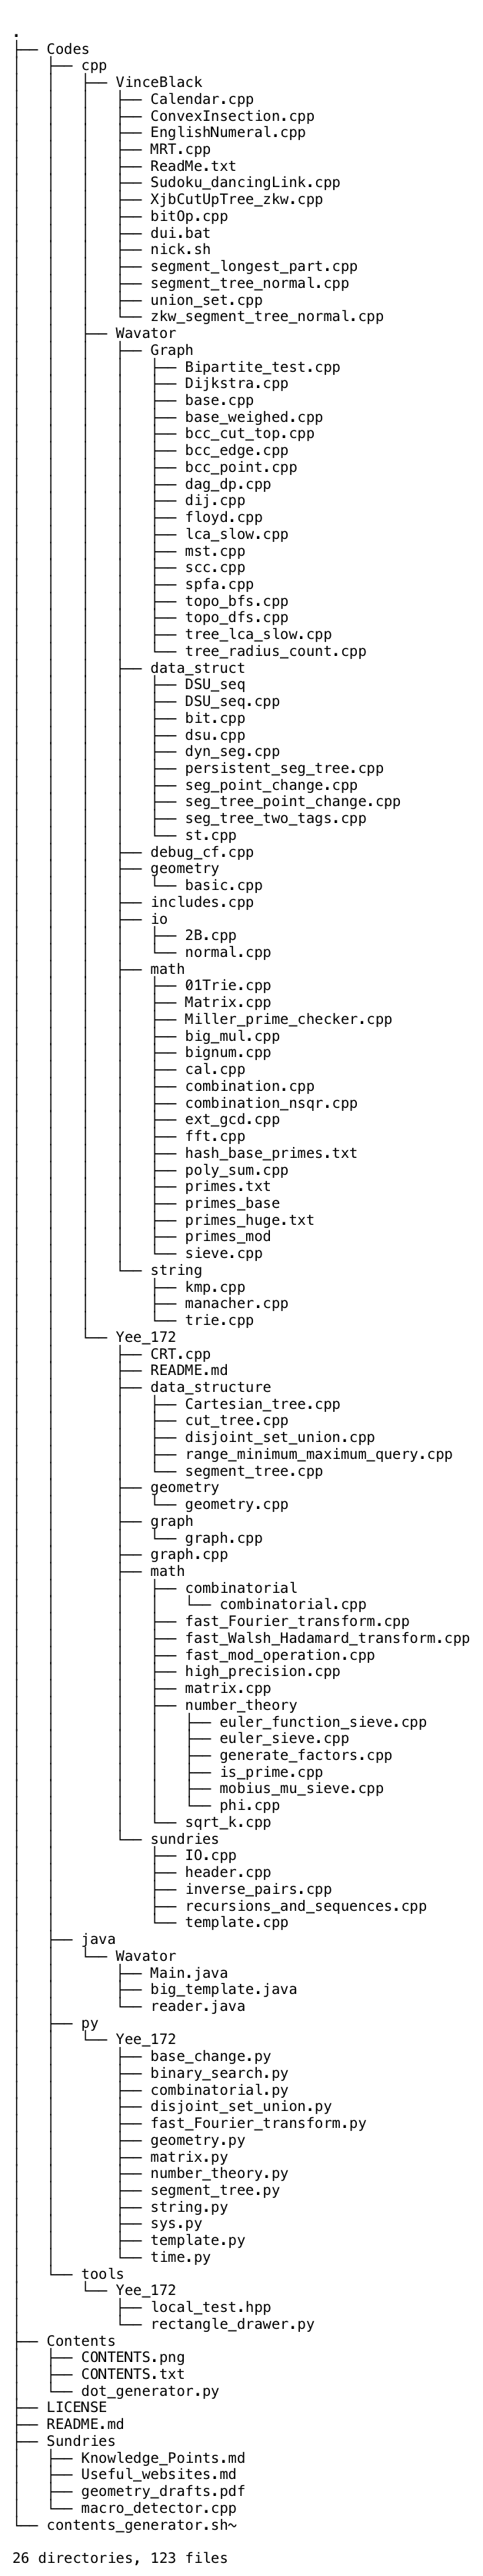 .
├── Codes
│   ├── cpp
│   │   ├── VinceBlack
│   │   │   ├── Calendar.cpp
│   │   │   ├── ConvexInsection.cpp
│   │   │   ├── EnglishNumeral.cpp
│   │   │   ├── MRT.cpp
│   │   │   ├── ReadMe.txt
│   │   │   ├── Sudoku_dancingLink.cpp
│   │   │   ├── XjbCutUpTree_zkw.cpp
│   │   │   ├── bitOp.cpp
│   │   │   ├── dui.bat
│   │   │   ├── nick.sh
│   │   │   ├── segment_longest_part.cpp
│   │   │   ├── segment_tree_normal.cpp
│   │   │   ├── union_set.cpp
│   │   │   └── zkw_segment_tree_normal.cpp
│   │   ├── Wavator
│   │   │   ├── Graph
│   │   │   │   ├── Bipartite_test.cpp
│   │   │   │   ├── Dijkstra.cpp
│   │   │   │   ├── base.cpp
│   │   │   │   ├── base_weighed.cpp
│   │   │   │   ├── bcc_cut_top.cpp
│   │   │   │   ├── bcc_edge.cpp
│   │   │   │   ├── bcc_point.cpp
│   │   │   │   ├── dag_dp.cpp
│   │   │   │   ├── dij.cpp
│   │   │   │   ├── floyd.cpp
│   │   │   │   ├── lca_slow.cpp
│   │   │   │   ├── mst.cpp
│   │   │   │   ├── scc.cpp
│   │   │   │   ├── spfa.cpp
│   │   │   │   ├── topo_bfs.cpp
│   │   │   │   ├── topo_dfs.cpp
│   │   │   │   ├── tree_lca_slow.cpp
│   │   │   │   └── tree_radius_count.cpp
│   │   │   ├── data_struct
│   │   │   │   ├── DSU_seq
│   │   │   │   ├── DSU_seq.cpp
│   │   │   │   ├── bit.cpp
│   │   │   │   ├── dsu.cpp
│   │   │   │   ├── dyn_seg.cpp
│   │   │   │   ├── persistent_seg_tree.cpp
│   │   │   │   ├── seg_point_change.cpp
│   │   │   │   ├── seg_tree_point_change.cpp
│   │   │   │   ├── seg_tree_two_tags.cpp
│   │   │   │   └── st.cpp
│   │   │   ├── debug_cf.cpp
│   │   │   ├── geometry
│   │   │   │   └── basic.cpp
│   │   │   ├── includes.cpp
│   │   │   ├── io
│   │   │   │   ├── 2B.cpp
│   │   │   │   └── normal.cpp
│   │   │   ├── math
│   │   │   │   ├── 01Trie.cpp
│   │   │   │   ├── Matrix.cpp
│   │   │   │   ├── Miller_prime_checker.cpp
│   │   │   │   ├── big_mul.cpp
│   │   │   │   ├── bignum.cpp
│   │   │   │   ├── cal.cpp
│   │   │   │   ├── combination.cpp
│   │   │   │   ├── combination_nsqr.cpp
│   │   │   │   ├── ext_gcd.cpp
│   │   │   │   ├── fft.cpp
│   │   │   │   ├── hash_base_primes.txt
│   │   │   │   ├── poly_sum.cpp
│   │   │   │   ├── primes.txt
│   │   │   │   ├── primes_base
│   │   │   │   ├── primes_huge.txt
│   │   │   │   ├── primes_mod
│   │   │   │   └── sieve.cpp
│   │   │   └── string
│   │   │       ├── kmp.cpp
│   │   │       ├── manacher.cpp
│   │   │       └── trie.cpp
│   │   └── Yee_172
│   │       ├── CRT.cpp
│   │       ├── README.md
│   │       ├── data_structure
│   │       │   ├── Cartesian_tree.cpp
│   │       │   ├── cut_tree.cpp
│   │       │   ├── disjoint_set_union.cpp
│   │       │   ├── range_minimum_maximum_query.cpp
│   │       │   └── segment_tree.cpp
│   │       ├── geometry
│   │       │   └── geometry.cpp
│   │       ├── graph
│   │       │   └── graph.cpp
│   │       ├── graph.cpp
│   │       ├── math
│   │       │   ├── combinatorial
│   │       │   │   └── combinatorial.cpp
│   │       │   ├── fast_Fourier_transform.cpp
│   │       │   ├── fast_Walsh_Hadamard_transform.cpp
│   │       │   ├── fast_mod_operation.cpp
│   │       │   ├── high_precision.cpp
│   │       │   ├── matrix.cpp
│   │       │   ├── number_theory
│   │       │   │   ├── euler_function_sieve.cpp
│   │       │   │   ├── euler_sieve.cpp
│   │       │   │   ├── generate_factors.cpp
│   │       │   │   ├── is_prime.cpp
│   │       │   │   ├── mobius_mu_sieve.cpp
│   │       │   │   └── phi.cpp
│   │       │   └── sqrt_k.cpp
│   │       └── sundries
│   │           ├── IO.cpp
│   │           ├── header.cpp
│   │           ├── inverse_pairs.cpp
│   │           ├── recursions_and_sequences.cpp
│   │           └── template.cpp
│   ├── java
│   │   └── Wavator
│   │       ├── Main.java
│   │       ├── big_template.java
│   │       └── reader.java
│   ├── py
│   │   └── Yee_172
│   │       ├── base_change.py
│   │       ├── binary_search.py
│   │       ├── combinatorial.py
│   │       ├── disjoint_set_union.py
│   │       ├── fast_Fourier_transform.py
│   │       ├── geometry.py
│   │       ├── matrix.py
│   │       ├── number_theory.py
│   │       ├── segment_tree.py
│   │       ├── string.py
│   │       ├── sys.py
│   │       ├── template.py
│   │       └── time.py
│   └── tools
│       └── Yee_172
│           ├── local_test.hpp
│           └── rectangle_drawer.py
├── Contents
│   ├── CONTENTS.png
│   ├── CONTENTS.txt
│   └── dot_generator.py
├── LICENSE
├── README.md
├── Sundries
│   ├── Knowledge_Points.md
│   ├── Useful_websites.md
│   ├── geometry_drafts.pdf
│   └── macro_detector.cpp
└── contents_generator.sh~

26 directories, 123 files